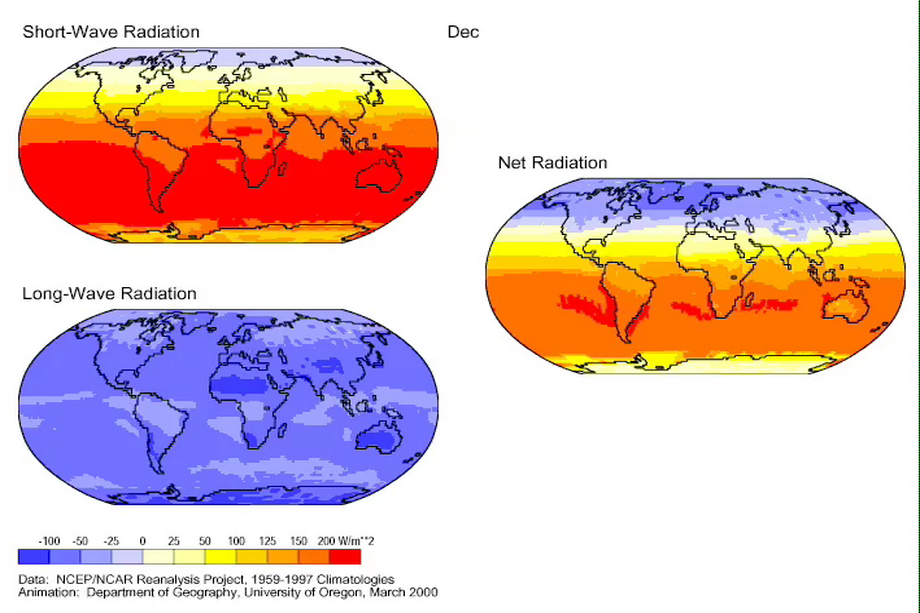 Short-Wave Radiation
Dec
Net Radiation
Long-Wave Radiation
-100 -50 -25 0 25 50 100 125 150 200 W/m**2
Data: NCEP/NCAR Reanalysis Project, 1959-1997 Climatologies
Animation: Department of Geography, University of Oregon, March 2000